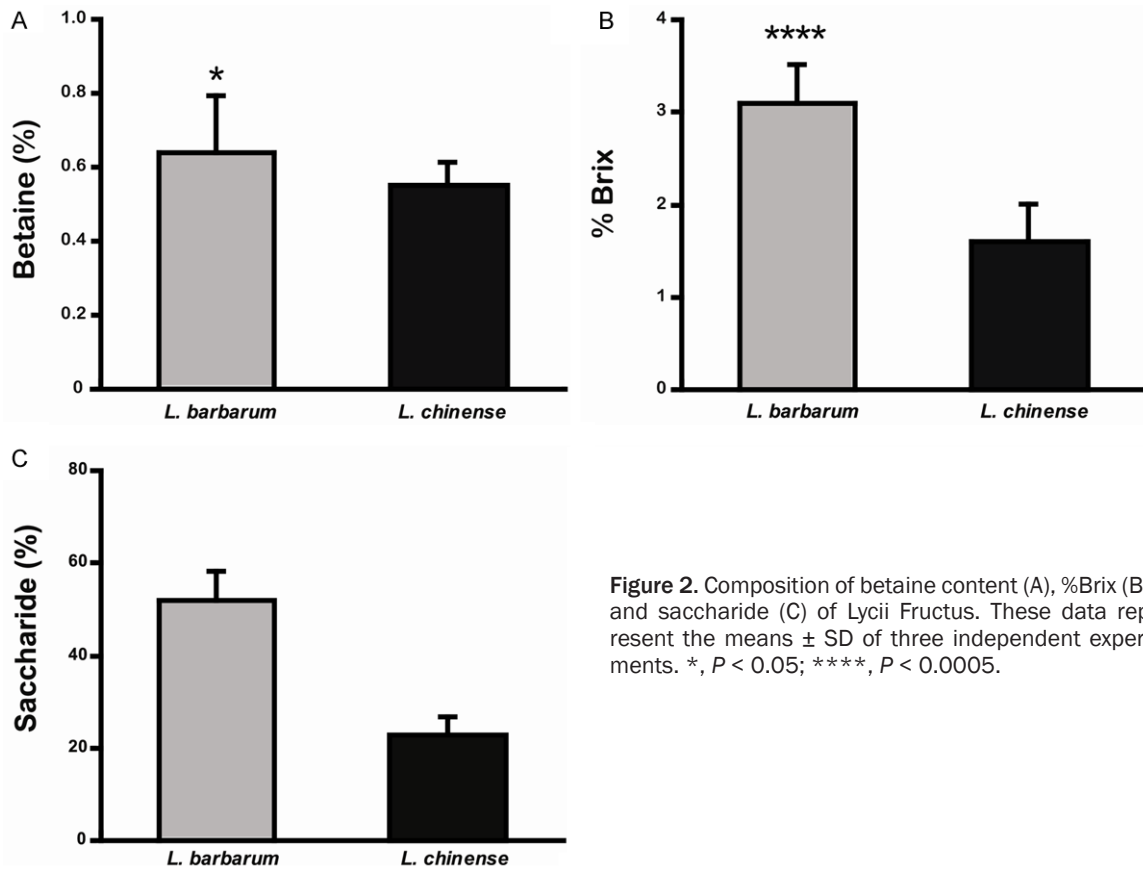 A
1.0
0.8
0.6
0.4
0.2
0
Betaine (%)
*
L. barbarum
L. chinense
B
4
3
2
1
0
% Brix
****
L. barbarum
L. chinense
C
80
60
40
20
0
Saccharide (%)
L. barbarum
L. chinense
Figure 2. Composition of betaine content (A), %Brix (B
and saccharide (C) of Lycii Fructus. These data rep
resent the means ± SD of three independent exper
ments. *, P < 0.05; ****, P < 0.0005.